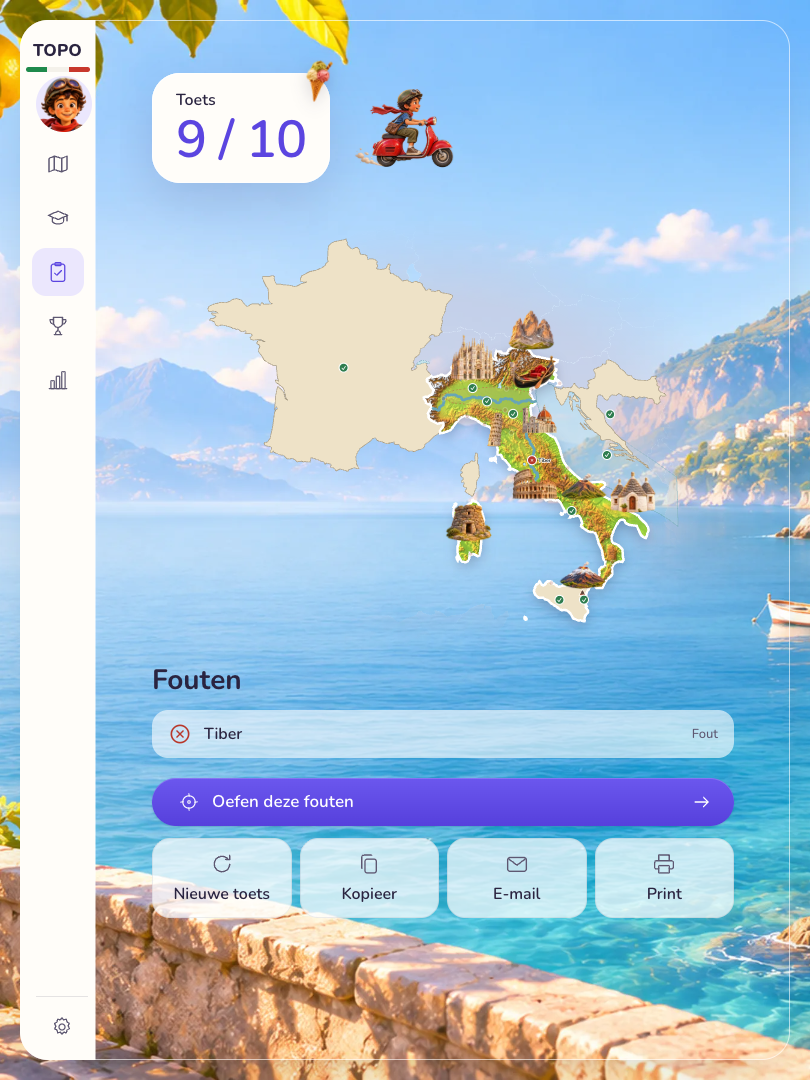 TOPO
Toets
9 / 10
Fouten
Tiber
Fout
Oefen deze fouten
Nieuwe toets
Kopieer
E-mail
Print